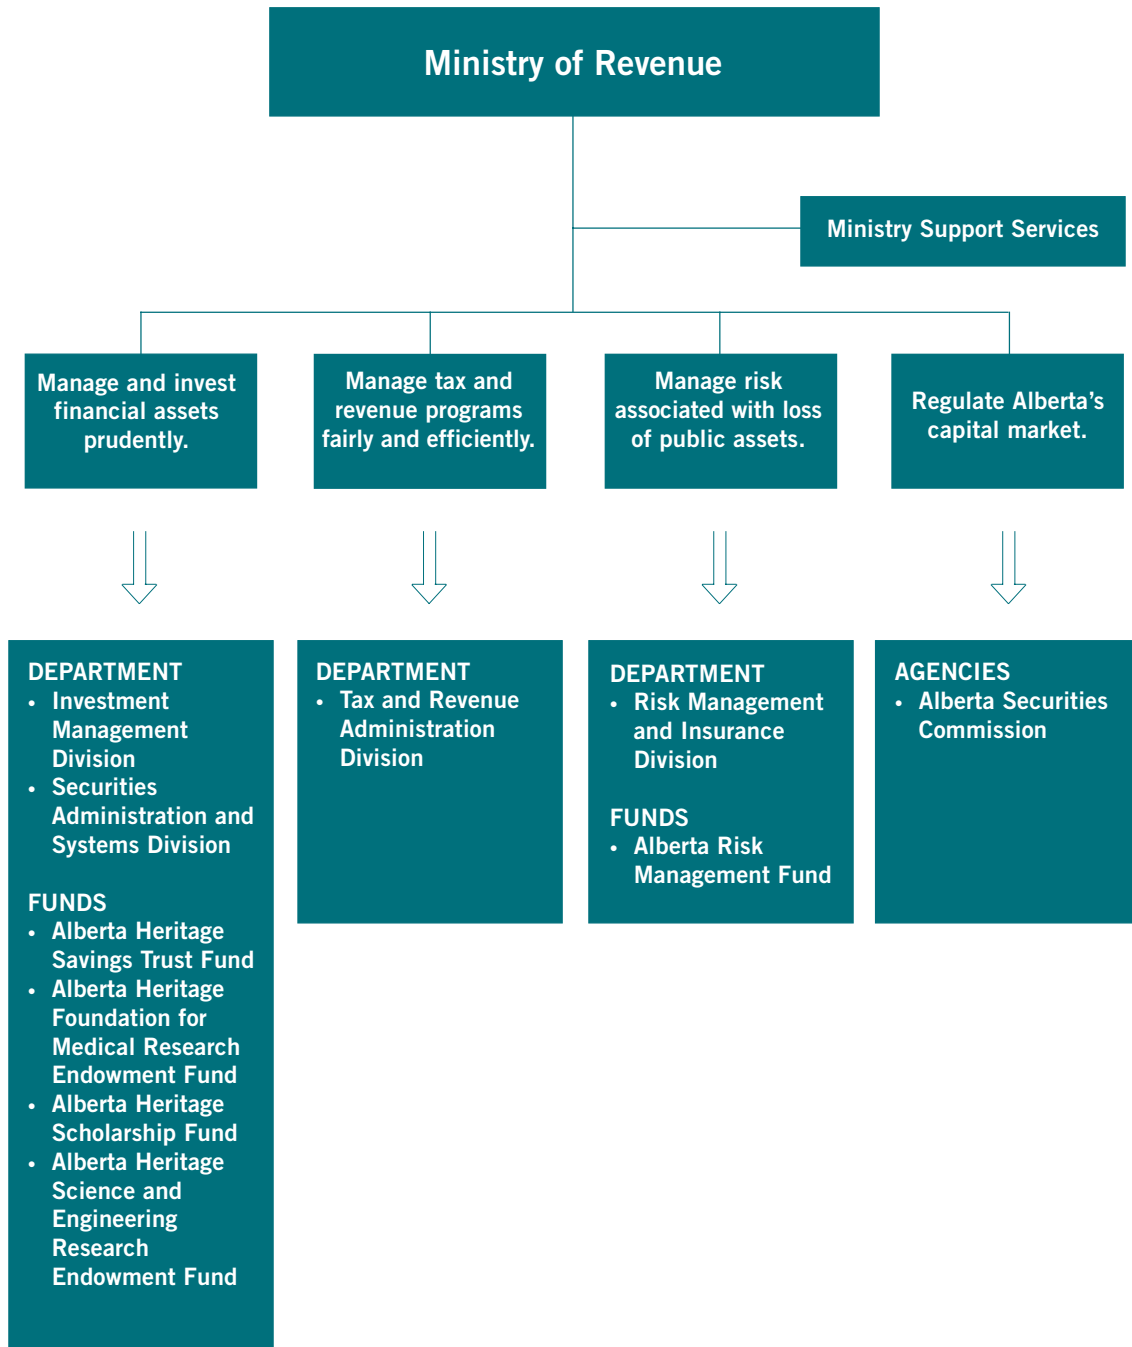 Ministry of Revenue
Ministry Support Services
Manage and invest
financial assets
prudently.
Manage tax and
revenue programs
fairly and efficiently.
Manage risk
associated with loss
of public assets.
Regulate Alberta's
capital market.
DEPARTMENT
• Investment
Management
Division
• Securities
Administration and
Systems Division
FUNDS
• Alberta Heritage
Savings Trust Fund
• Alberta Heritage
Foundation for
Medical Research
Endowment Fund
• Alberta Heritage
Scholarship Fund
• Alberta Heritage
Science and
Engineering
Research
Endowment Fund
DEPARTMENT
• Tax and Revenue
Administration
Division
DEPARTMENT
• Risk Management
and Insurance
Division
FUNDS
• Alberta Risk
Management Fund
AGENCIES
• Alberta Securities
Commission